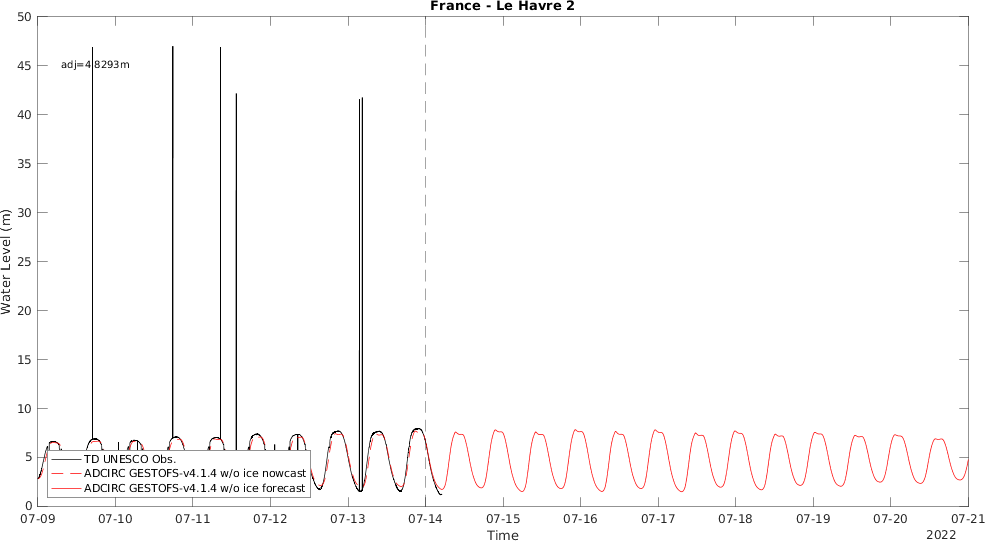 France - Le Havre 2
50
45
40
35
30
25
20
15
10
5
0
Water Level (m)
adj=4.8293m
TD UNESCO Obs.
ADCIRC GESTOFS-v4.1.4 w/o ice nowcast
ADCIRC GESTOFS-v4.1.4 w/o ice forecast
07-09 07-10 07-11 07-12 07-13 07-14 07-15 07-16 07-17 07-18 07-19 07-20 07-21
Time
2022